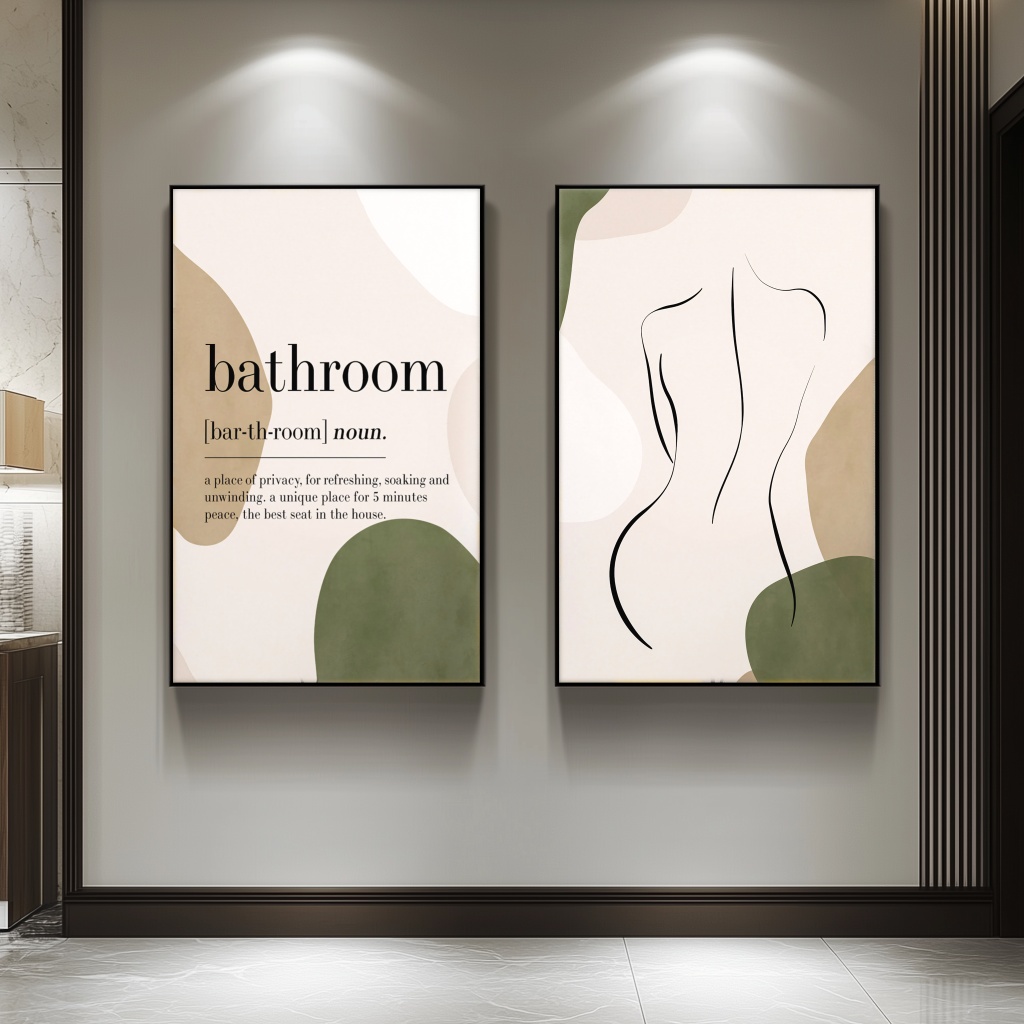 bathroom
[bar-th-room] noun.
a place of privacy, for refreshing, soaking and
unwinding. a unique place for 5 minutes
peace, the best seat in the house.